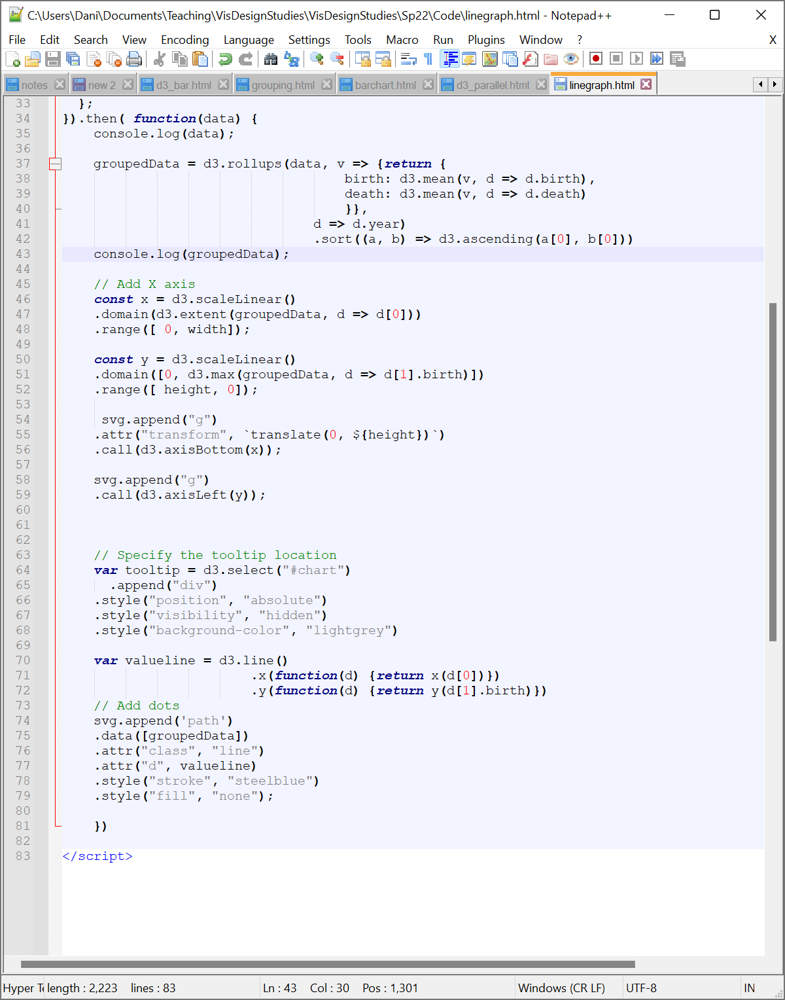 C:\Users\Dani\Documents\Teaching\VisDesignStudies\VisDesignStudies\Sp22\Code\linegraph.html - Notepad++
File Edit Search View Encoding Language Settings Tools Macro Run Plugins Window ? X
notes new 2 d3_bar.html grouping.html barchart.html d3_parallel.html linegraph.html
33 };
34 }).then( function(data) {
35 console.log(data);
36
37 groupedData = d3.rollups(data, v => {return {
38 birth: d3.mean(v, d => d.birth),
39 death: d3.mean(v, d => d.death)
40 }},
41 d => d.year)
42 .sort((a, b) => d3.ascending(a[0], b[0]))
43 console.log(groupedData);
44
45 // Add X axis
46 const x = d3.scaleLinear()
47 .domain(d3.extent(groupedData, d => d[0]))
48 .range([ 0, width]);
49
50 const y = d3.scaleLinear()
51 .domain([0, d3.max(groupedData, d => d[1].birth)])
52 .range([ height, 0]);
53
54 svg.append("g")
55 .attr("transform", `translate(0, ${height})`)
56 .call(d3.axisBottom(x));
57
58 svg.append("g")
59 .call(d3.axisLeft(y));
60
61
62
63 // Specify the tooltip location
64 var tooltip = d3.select("#chart")
65 .append("div")
66 .style("position", "absolute")
67 .style("visibility", "hidden")
68 .style("background-color", "lightgrey")
69
70 var valueline = d3.line()
71 .x(function(d) {return x(d[0])})
72 .y(function(d) {return y(d[1].birth)})
73 // Add dots
74 svg.append('path')
75 .data([groupedData])
76 .attr("class", "line")
77 .attr("d", valueline)
78 .style("stroke", "steelblue")
79 .style("fill", "none");
80
81 })
82
83 </script>
Hyper Te length : 2,223 lines : 83 Ln : 43 Col : 30 Pos : 1,301 Windows (CR LF) UTF-8 IN